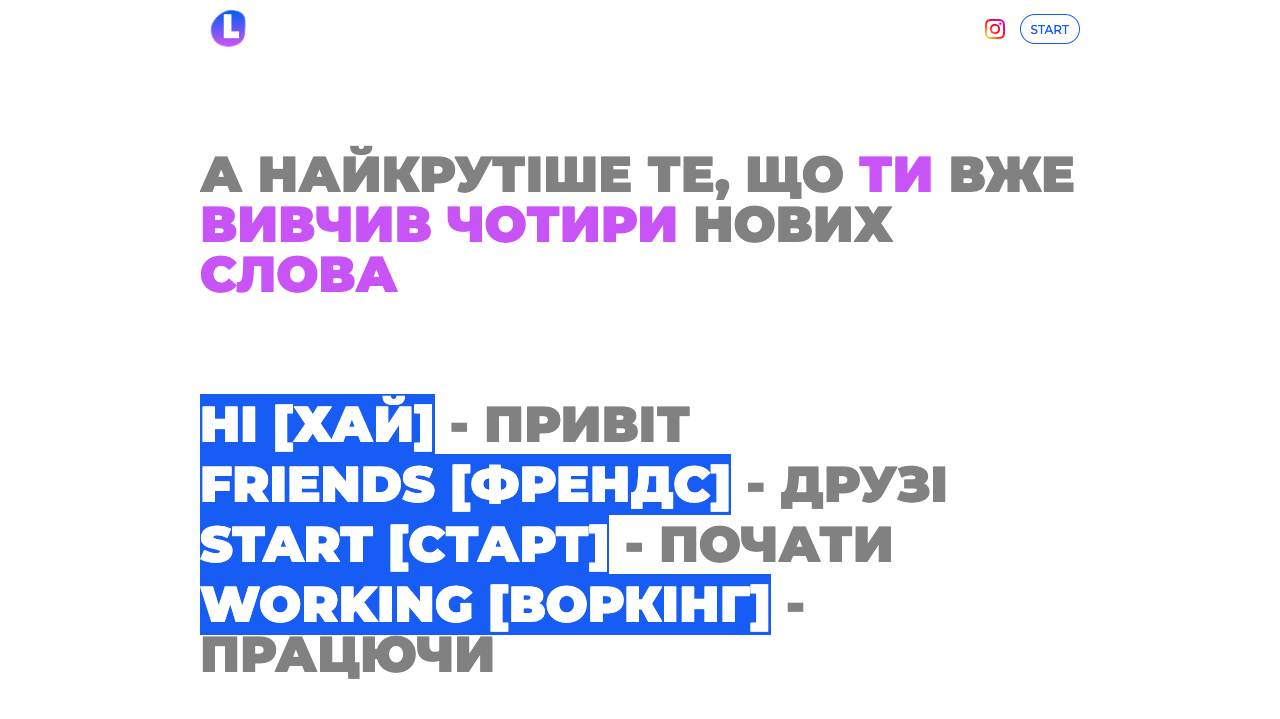 L
START
А НАЙКРУТІШЕ ТЕ, ЩО ТИ ВЖЕ
ВИВЧИВ ЧОТИРИ НОВИХ
СЛОВА
HI [ХАЙ] - ПРИВІТ
FRIENDS [ФРЕНДС] - ДРУЗІ
START [СТАРТ] - ПОЧАТИ
WORKING [ВОРКІНГ] -
ПРАЦЮЧИ